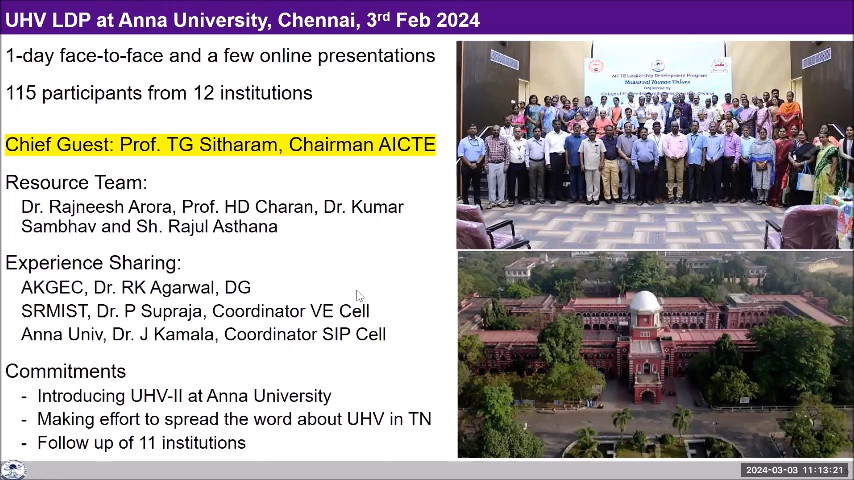 UHV LDP at Anna University, Chennai, 3rd Feb 2024
1-day face-to-face and a few online presentations
115 participants from 12 institutions
Chief Guest: Prof. TG Sitharam, Chairman AICTE
Resource Team:
Dr. Rajneesh Arora, Prof. HD Charan, Dr. Kumar
Sambhav and Sh. Rajul Asthana
Experience Sharing:
AKGEC, Dr. RK Agarwal, DG
SRMIST, Dr. P Supraja, Coordinator VE Cell
Anna Univ, Dr. J Kamala, Coordinator SIP Cell
Commitments
- Introducing UHV-II at Anna University
- Making effort to spread the word about UHV in TN
- Follow up of 11 institutions
AICTE Leadership Development Program
Universal Human Values
2024-03-03 11:13:21